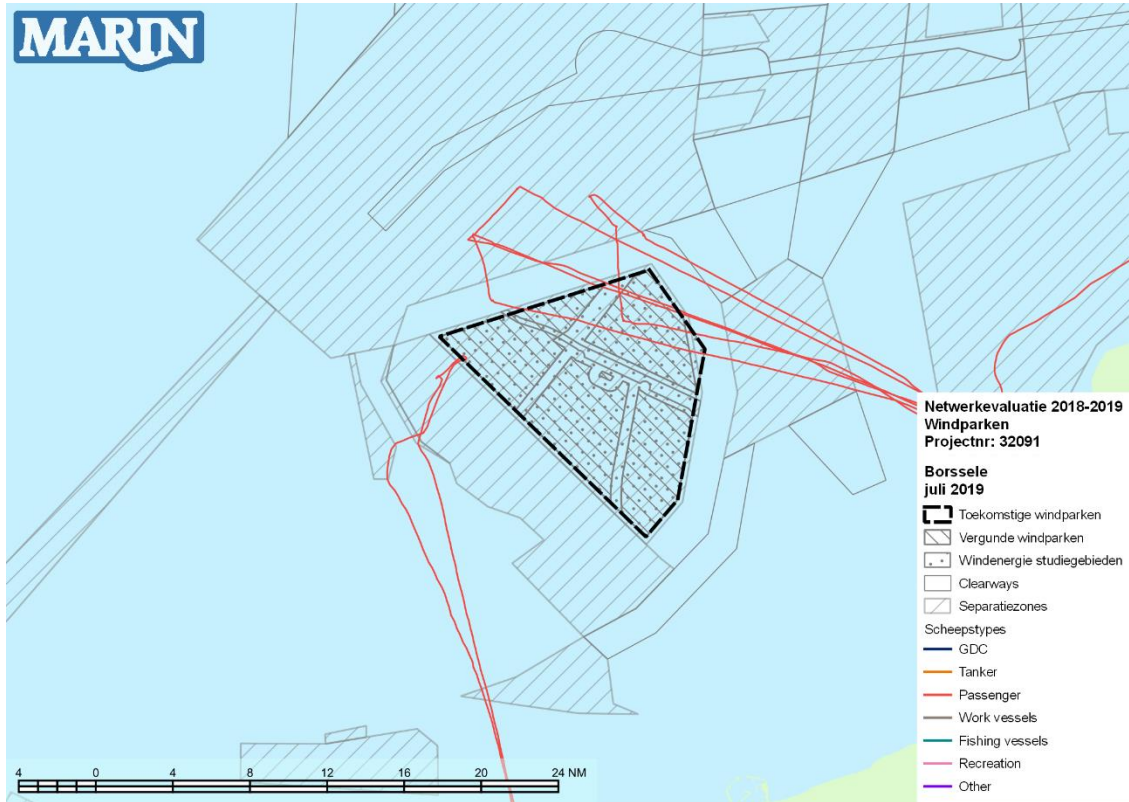 MARIN
Netwerkevaluatie 2018-2019
Windparken
Projectnr: 32091
Borssele
juli 2019
Toekomstige windparken
Vergunde windparken
Windenergie studiegebieden
Clearways
Separatiezones
Scheepstypes
GDC
Tanker
Passenger
Work vessels
Fishing vessels
Recreation
Other
4 0 4 8 12 16 20 24 NM